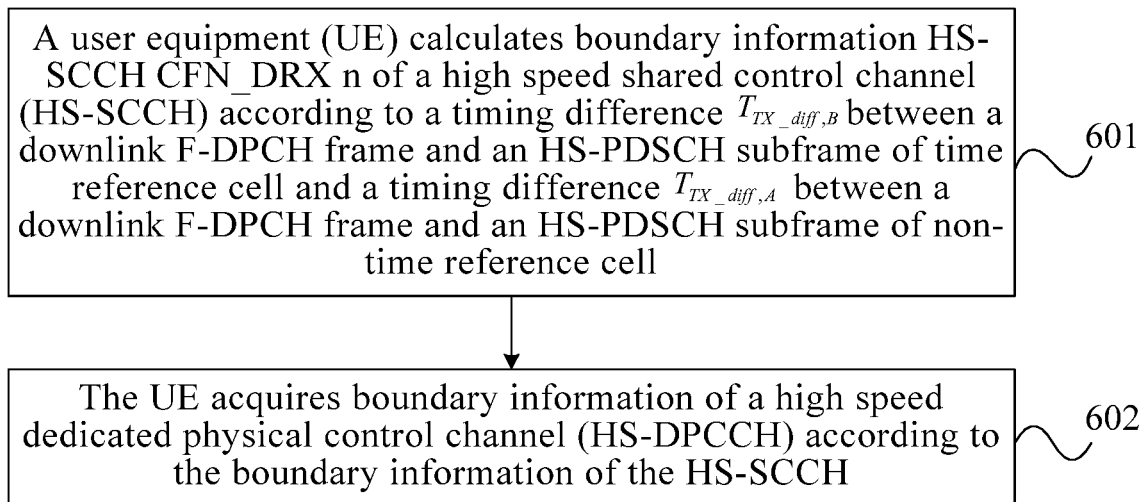 A user equipment (UE) calculates boundary information HS-
SCCH CFN_DRX n of a high speed shared control channel
(HS-SCCH) according to a timing difference T_{TX_diff,B} between a
downlink F-DPCH frame and an HS-PDSCH subframe of time
reference cell and a timing difference T_{TX_diff,A} between a
downlink F-DPCH frame and an HS-PDSCH subframe of non-
time reference cell
601
The UE acquires boundary information of a high speed
dedicated physical control channel (HS-DPCCH) according to
the boundary information of the HS-SCCH
602